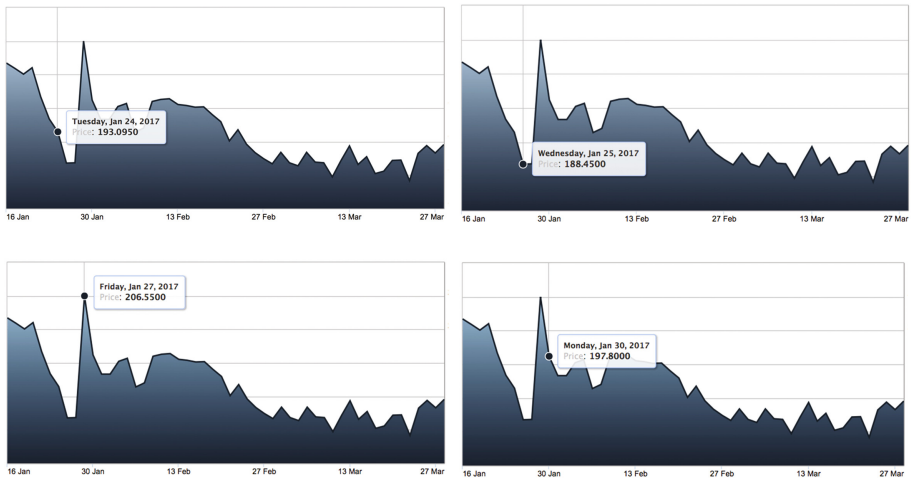 Tuesday, Jan 24, 2017
Price: 193.0950
16 Jan 30 Jan 13 Feb 27 Feb 13 Mar 27 Mar
Wednesday, Jan 25, 2017
Price: 188.4500
16 Jan 30 Jan 13 Feb 27 Feb 13 Mar 27 Mar
Friday, Jan 27, 2017
Price: 206.5500
16 Jan 30 Jan 13 Feb 27 Feb 13 Mar 27 Mar
Monday, Jan 30, 2017
Price: 197.8000
16 Jan 30 Jan 13 Feb 27 Feb 13 Mar 27 Mar